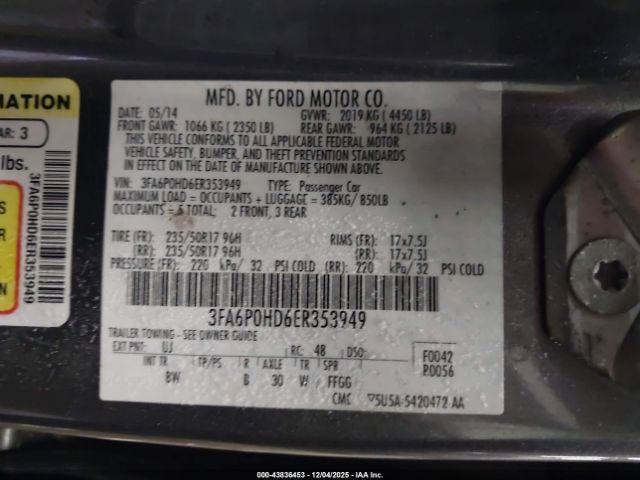 MATION
AR: 3
lbs.
S
R
N
3FA6P0HD6ER353949
MFD. BY FORD MOTOR CO.
DATE: 05/14 GVWR: 2019 KG ( 4450 LB)
FRONT GAWR: 1066 KG ( 2350 LB) REAR GAWR: 964 KG ( 2125 LB)
THIS VEHICLE CONFORMS TO ALL APPLICABLE FEDERAL MOTOR
VEHICLE SAFETY, BUMPER, AND THEFT PREVENTION STANDARDS
IN EFFECT ON THE DATE OF MANUFACTURE SHOWN ABOVE.
VIN: 3FA6P0HD6ER353949 TYPE: Passenger Car
MAXIMUM LOAD = OCCUPANTS + LUGGAGE = 385KG/ 850LB
OCCUPANTS = TOTAL: 2 FRONT, 3 REAR
TIRE (FR): 235/50R17 96H RIMS (FR): 17x7.5J
(RR): 235/50R17 96H (RR): 17x7.5J
PRESSURE (FR): 220 kPa/ 32 PSI COLD (RR): 220 kPa/ 32 PSI COLD
3FA6P0HD6ER353949
TRAILER TOWING - SEE OWNER GUIDE
EXT PNT: UJ RC: 48 DSO: F0042
R0056
INT TR TP/PS R AXLE TR SPR
BW B 30 W FFGG
CMC 5U5A-5420472-AA
000-43836453 - 12/04/2025 - IAAI, Inc.